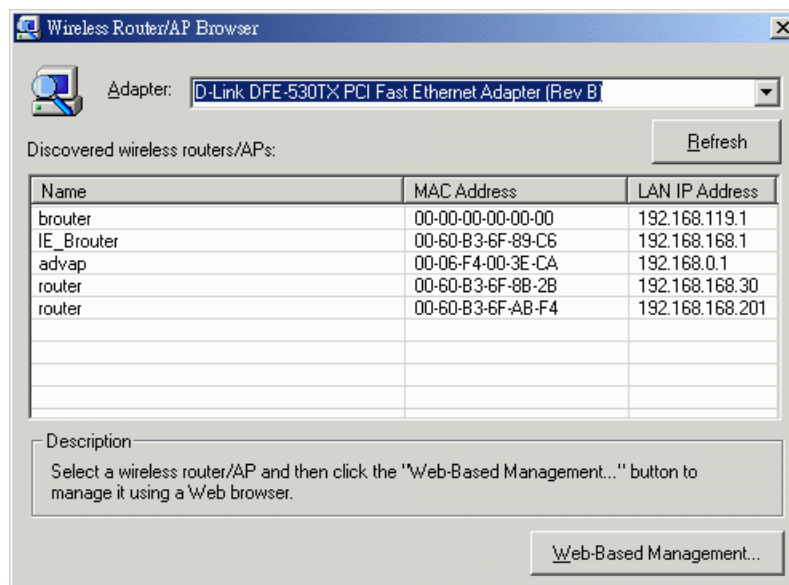 Wireless Router/AP Browser
Adapter: D-Link DFE-530TX PCI Fast Ethernet Adapter (Rev B)
Refresh
Discovered wireless routers/APs:
Name MAC Address LAN IP Address
brouter 00-00-00-00-00-00 192.168.119.1
IE_Brouter 00-60-B3-6F-89-C6 192.168.168.1
advap 00-06-F4-00-3E-CA 192.168.0.1
router 00-60-B3-6F-8B-2B 192.168.168.30
router 00-60-B3-6F-AB-F4 192.168.168.201
Description
Select a wireless router/AP and then click the "Web-Based Management..." button to
manage it using a Web browser.
Web-Based Management...